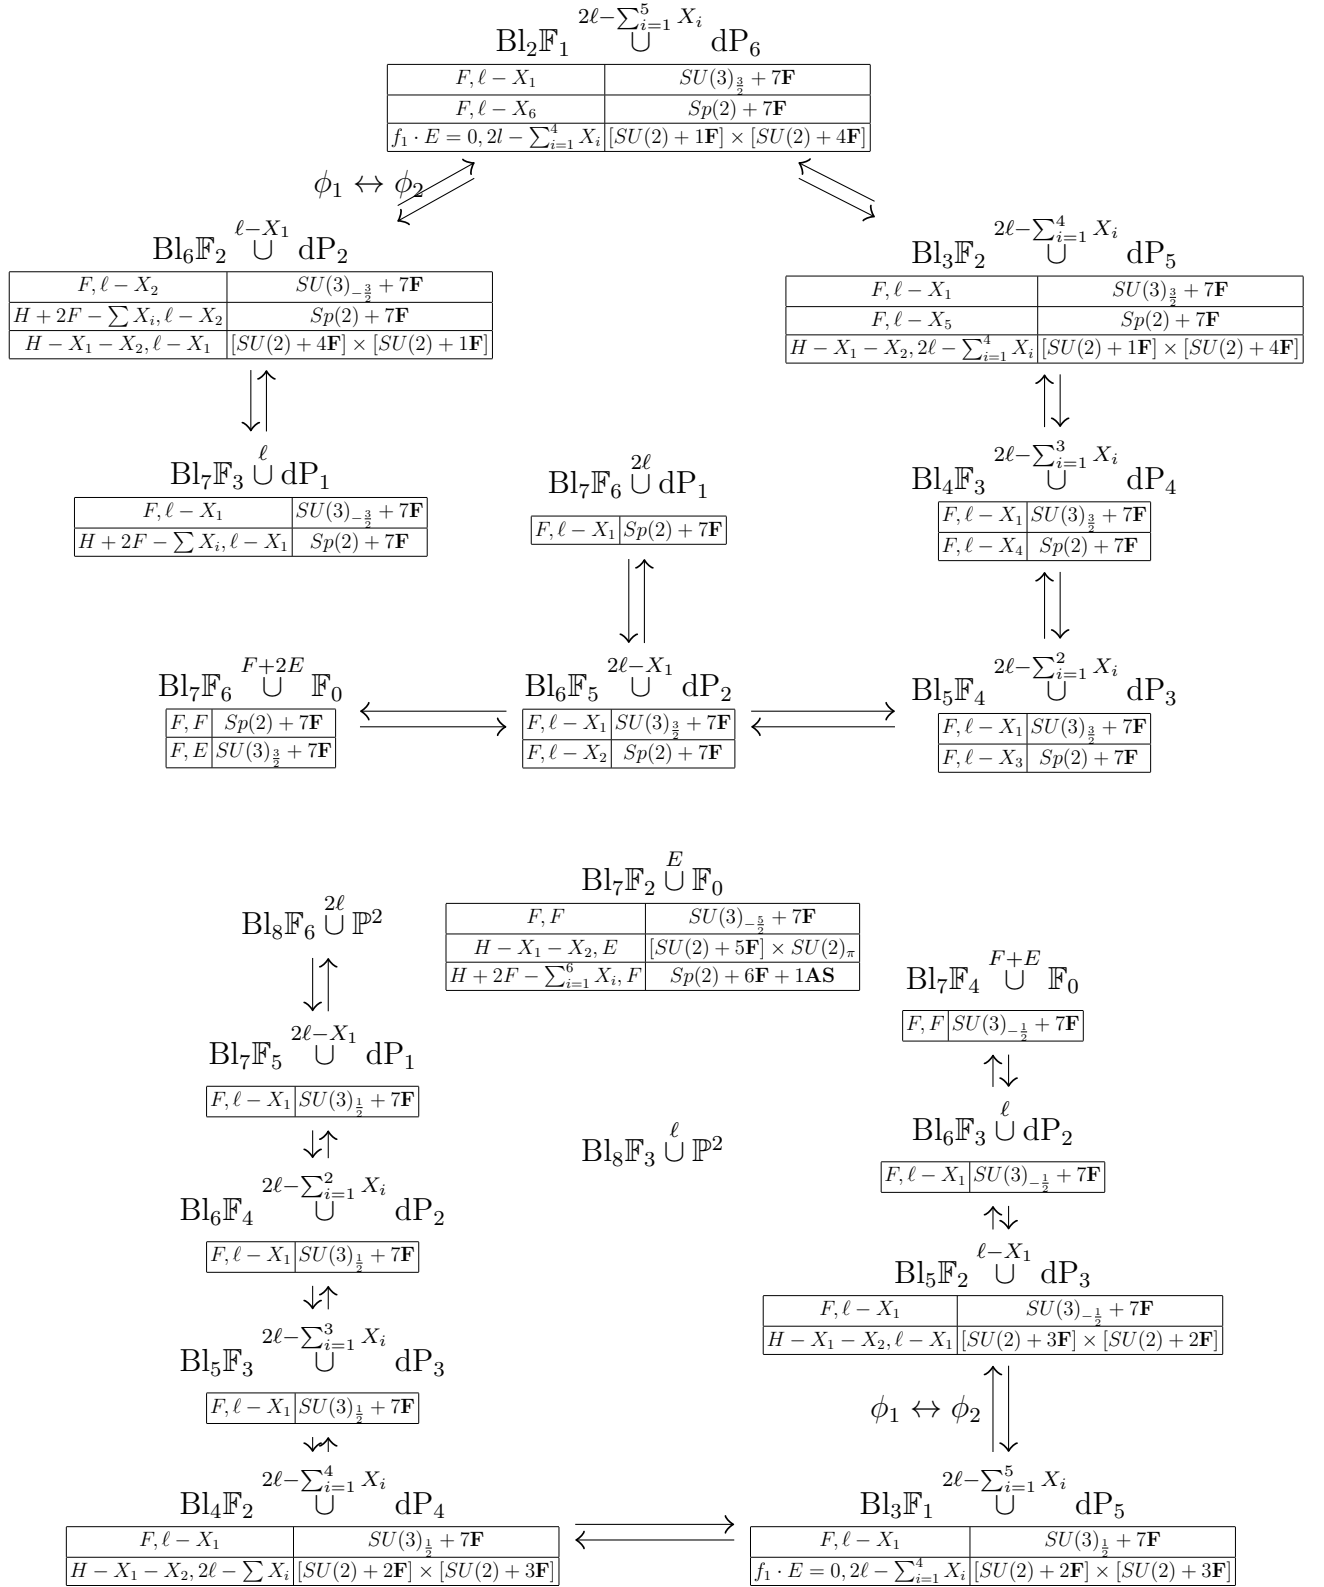 Bl₂𝔽₁ ∪^{2ℓ−∑_{i=1}^{5} X_i} dP₆
F, ℓ − X₁ | SU(3)_{3/2} + 7F
F, ℓ − X₆ | Sp(2) + 7F
f₁ · E = 0, 2l − ∑_{i=1}^{4} X_i | [SU(2) + 1F] × [SU(2) + 4F]
ϕ₁ ↔ ϕ₂
Bl₆𝔽₂ ∪^{ℓ−X₁} dP₂
F, ℓ − X₂ | SU(3)_{−3/2} + 7F
H + 2F − ∑ X_i, ℓ − X₂ | Sp(2) + 7F
H − X₁ − X₂, ℓ − X₁ | [SU(2) + 4F] × [SU(2) + 1F]
Bl₃𝔽₂ ∪^{2ℓ−∑_{i=1}^{4} X_i} dP₅
F, ℓ − X₁ | SU(3)_{3/2} + 7F
F, ℓ − X₅ | Sp(2) + 7F
H − X₁ − X₂, 2ℓ − ∑_{i=1}^{4} X_i | [SU(2) + 1F] × [SU(2) + 4F]
Bl₇𝔽₃ ∪^{ℓ} dP₁
F, ℓ − X₁ | SU(3)_{−3/2} + 7F
H + 2F − ∑ X_i, ℓ − X₁ | Sp(2) + 7F
Bl₇𝔽₆ ∪^{2ℓ} dP₁
F, ℓ − X₁ | Sp(2) + 7F
Bl₄𝔽₃ ∪^{2ℓ−∑_{i=1}^{3} X_i} dP₄
F, ℓ − X₁ | SU(3)_{3/2} + 7F
F, ℓ − X₄ | Sp(2) + 7F
Bl₇𝔽₆ ∪^{F+2E} 𝔽₀
F, F | Sp(2) + 7F
F, E | SU(3)_{3/2} + 7F
Bl₆𝔽₅ ∪^{2ℓ−X₁} dP₂
F, ℓ − X₁ | SU(3)_{3/2} + 7F
F, ℓ − X₂ | Sp(2) + 7F
Bl₅𝔽₄ ∪^{2ℓ−∑_{i=1}^{2} X_i} dP₃
F, ℓ − X₁ | SU(3)_{3/2} + 7F
F, ℓ − X₃ | Sp(2) + 7F
Bl₇𝔽₂ ∪^{E} 𝔽₀
F, F | SU(3)_{−5/2} + 7F
H − X₁ − X₂, E | [SU(2) + 5F] × SU(2)_π
H + 2F − ∑_{i=1}^{6} X_i, F | Sp(2) + 6F + 1AS
Bl₈𝔽₆ ∪^{2ℓ} ℙ²
Bl₇𝔽₄ ∪^{F+E} 𝔽₀
F, F | SU(3)_{−1/2} + 7F
Bl₇𝔽₅ ∪^{2ℓ−X₁} dP₁
F, ℓ − X₁ | SU(3)_{1/2} + 7F
Bl₈𝔽₃ ∪^{ℓ} ℙ²
Bl₆𝔽₃ ∪^{ℓ} dP₂
F, ℓ − X₁ | SU(3)_{−1/2} + 7F
Bl₆𝔽₄ ∪^{2ℓ−∑_{i=1}^{2} X_i} dP₂
F, ℓ − X₁ | SU(3)_{1/2} + 7F
Bl₅𝔽₂ ∪^{ℓ−X₁} dP₃
F, ℓ − X₁ | SU(3)_{−1/2} + 7F
H − X₁ − X₂, ℓ − X₁ | [SU(2) + 3F] × [SU(2) + 2F]
Bl₅𝔽₃ ∪^{2ℓ−∑_{i=1}^{3} X_i} dP₃
F, ℓ − X₁ | SU(3)_{1/2} + 7F
ϕ₁ ↔ ϕ₂
Bl₄𝔽₂ ∪^{2ℓ−∑_{i=1}^{4} X_i} dP₄
F, ℓ − X₁ | SU(3)_{1/2} + 7F
H − X₁ − X₂, 2ℓ − ∑ X_i | [SU(2) + 2F] × [SU(2) + 3F]
Bl₃𝔽₁ ∪^{2ℓ−∑_{i=1}^{5} X_i} dP₅
F, ℓ − X₁ | SU(3)_{1/2} + 7F
f₁ · E = 0, 2ℓ − ∑_{i=1}^{4} X_i | [SU(2) + 2F] × [SU(2) + 3F]